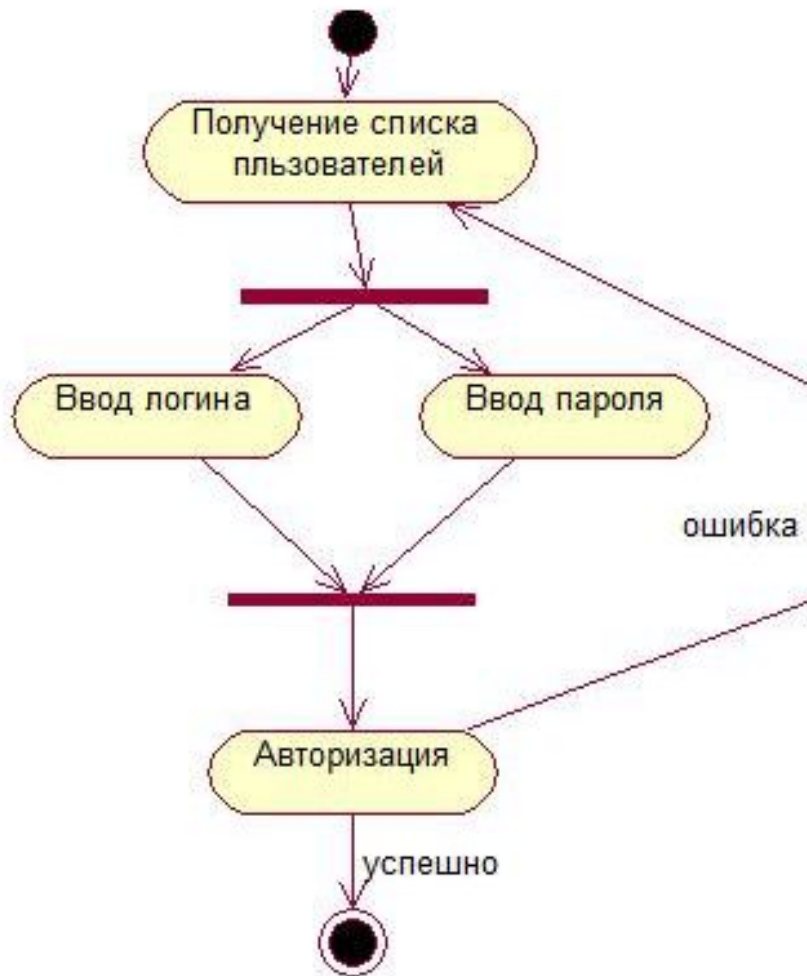 Получение списка
пльзователей
Ввод логина
Ввод пароля
ошибка
Авторизация
успешно